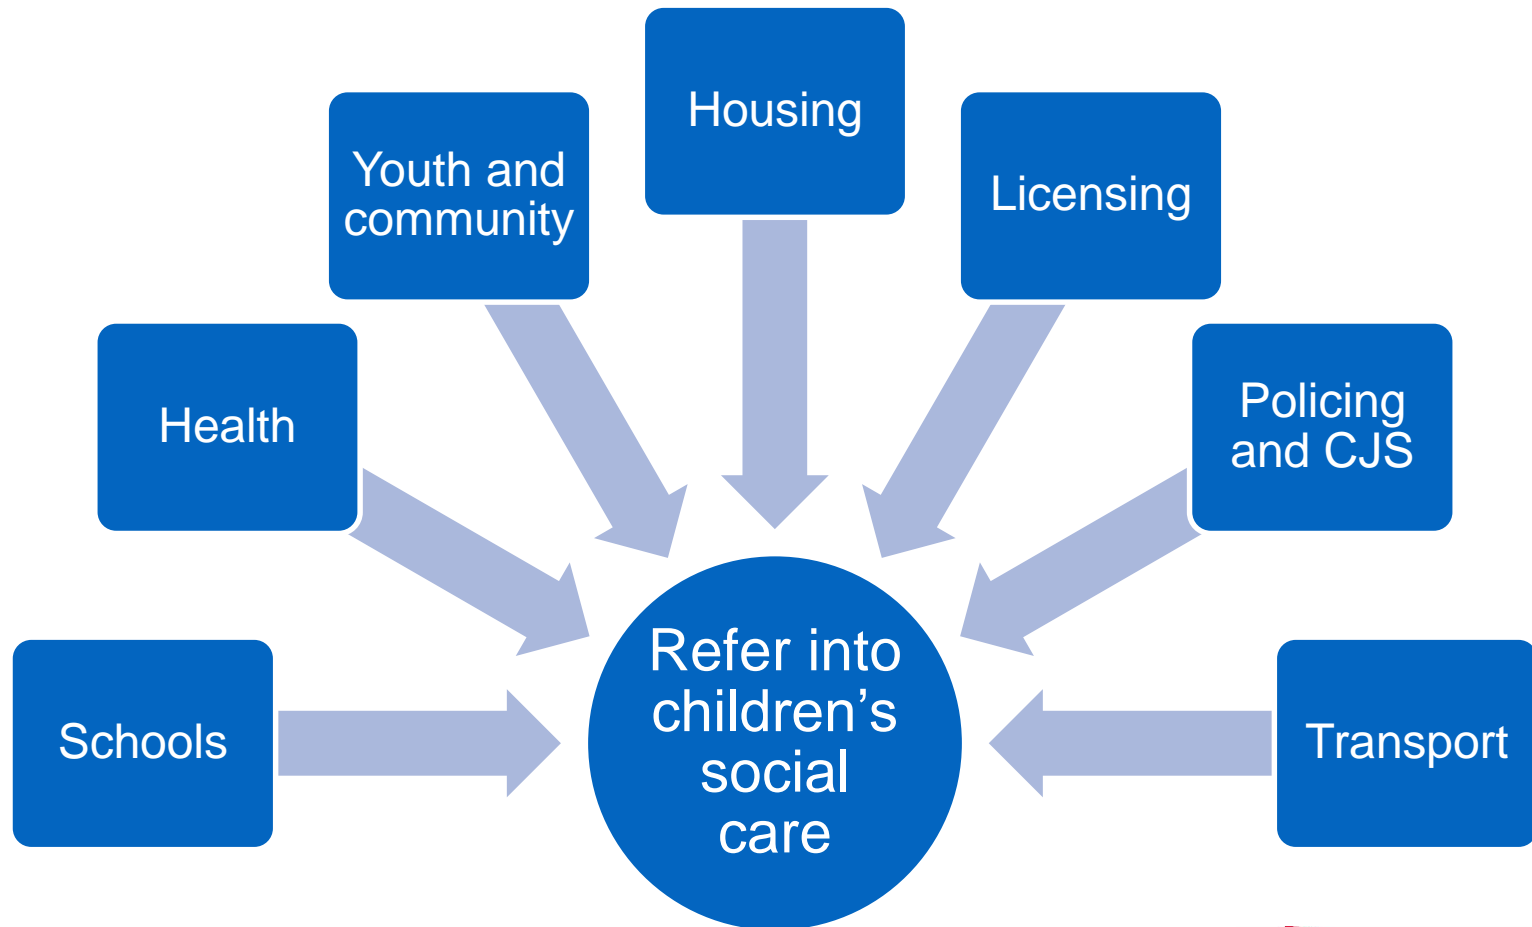 Housing
Youth and
community
Licensing
Health
Policing
and CJS
Schools
Refer into
children’s
social
care
Transport